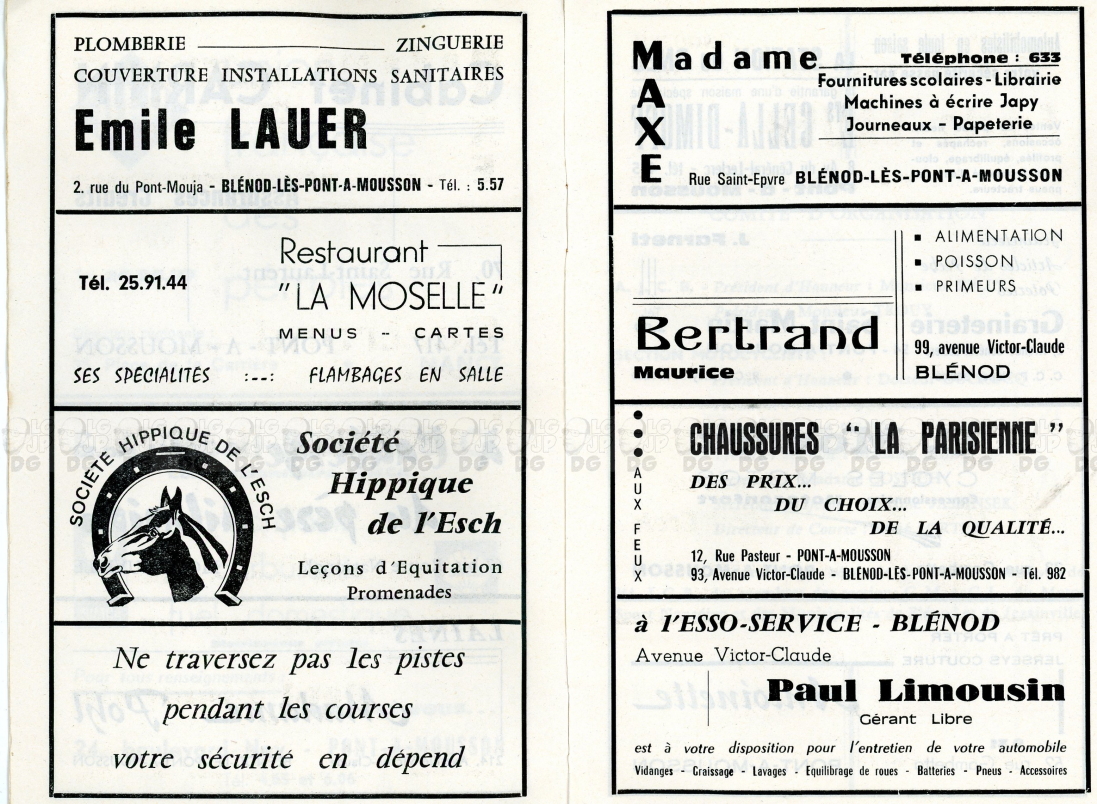 PLOMBERIE ZINGUERIE
COUVERTURE INSTALLATIONS SANITAIRES
Emile LAUER
2. rue du Pont-Mouja - BLÉNOD-LÈS-PONT-A-MOUSSON - Tél. : 5.57
Restaurant
Tél. 25.91.44
"LA MOSELLE"
MENUS - CARTES
SES SPECIALITES :--: FLAMBAGES EN SALLE
SOCIÉTÉ HIPPIQUE DE L'ESCH
Société
Hippique
de l'Esch
Leçons d'Equitation
Promenades
Ne traversez pas les pistes
pendant les courses
votre sécurité en dépend
Madame
MAXE
Téléphone : 633
Fournitures scolaires - Librairie
Machines à écrire Japy
Journeaux - Papeterie
Rue Saint-Epvre BLÉNOD-LÈS-PONT-A-MOUSSON
▪ ALIMENTATION
▪ POISSON
▪ PRIMEURS
Bertrand
Maurice
99, avenue Victor-Claude
BLÉNOD
AUX FEUX
CHAUSSURES "LA PARISIENNE"
DES PRIX...
DU CHOIX...
DE LA QUALITÉ...
12, Rue Pasteur - PONT-A-MOUSSON
93, Avenue Victor-Claude - BLÉNOD-LÈS-PONT-A-MOUSSON - Tél. 982
à l'ESSO-SERVICE - BLÉNOD
Avenue Victor-Claude
Paul Limousin
Gérant Libre
est à votre disposition pour l'entretien de votre automobile
Vidanges - Graissage - Lavages - Equilibrage de roues - Batteries - Pneus - Accessoires